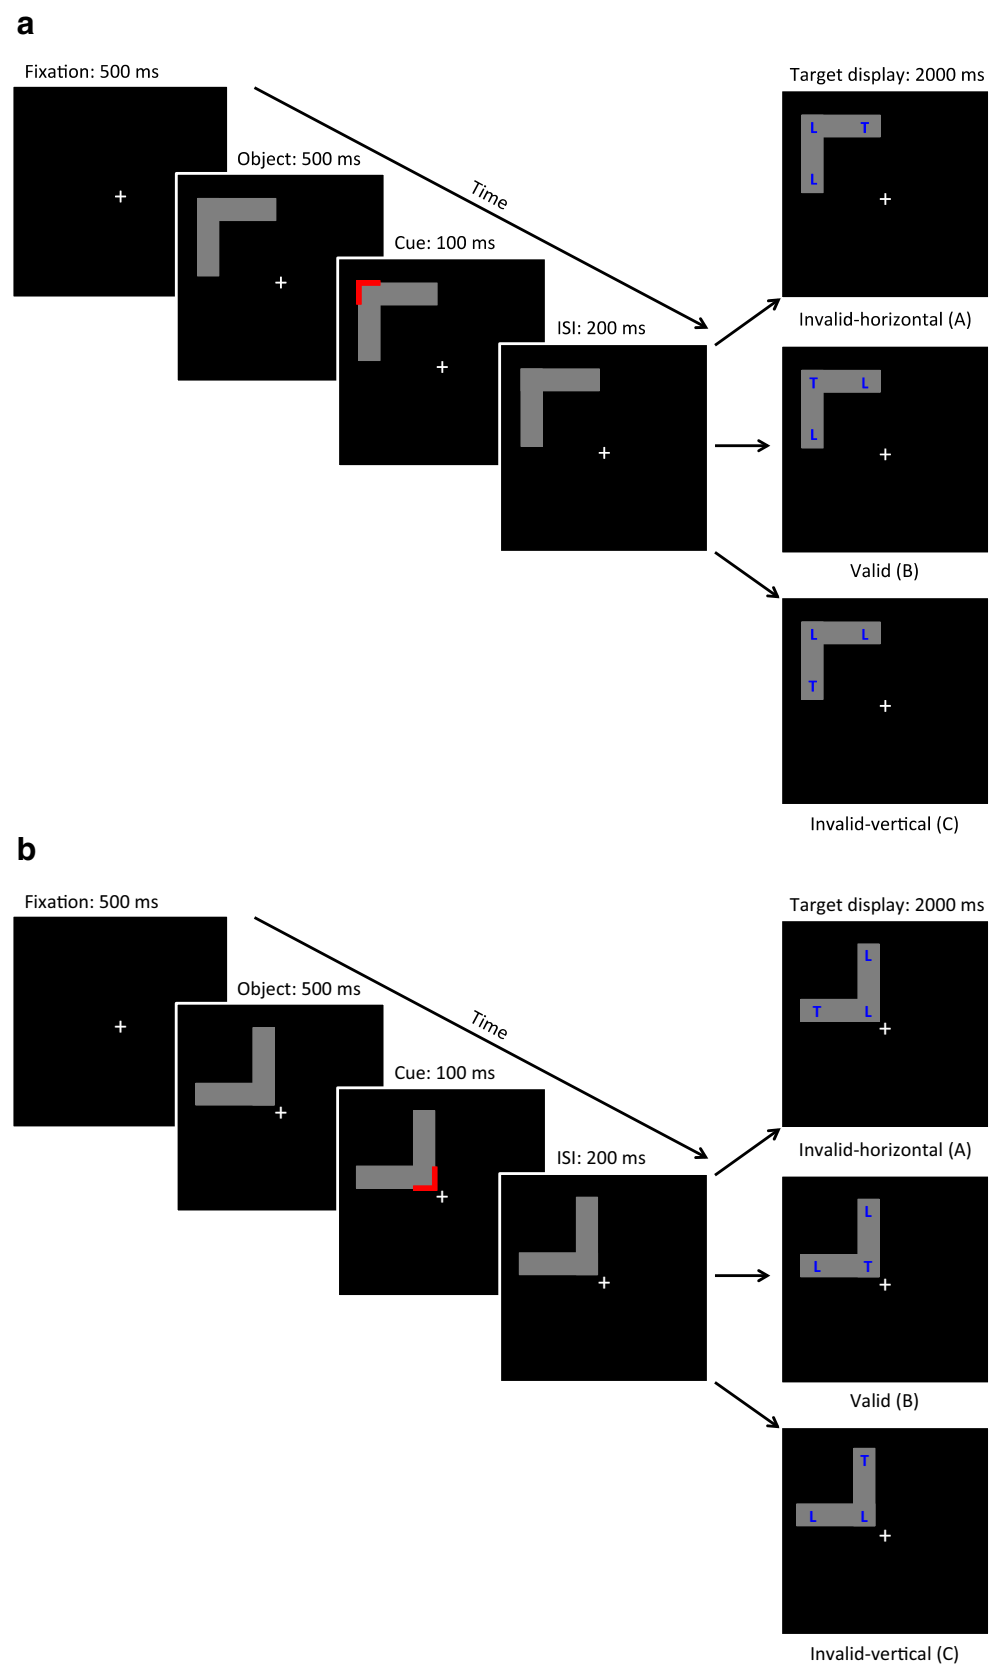 a
Fixation: 500 ms
Target display: 2000 ms
L T
L
Object: 500 ms
Time
Cue: 100 ms
ISI: 200 ms
Invalid-horizontal (A)
T L
L
Valid (B)
L L
T
Invalid-vertical (C)
b
Fixation: 500 ms
Target display: 2000 ms
L
T L
Object: 500 ms
Time
Cue: 100 ms
ISI: 200 ms
Invalid-horizontal (A)
L
L T
Valid (B)
T
L L
Invalid-vertical (C)